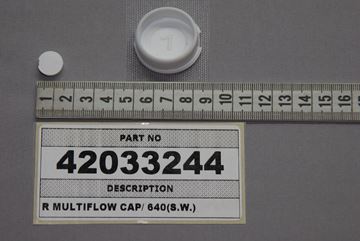 1 2 3 4 5 6 7 8 9 10 11 12 13 14 15 16
PART NO
42033244
DESCRIPTION
R MULTIFLOW CAP/ 640(S.W.)